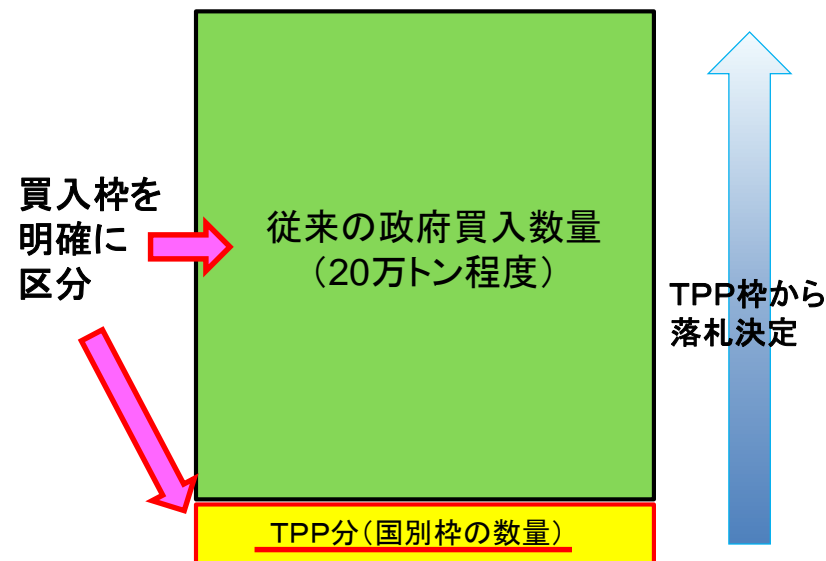 買入枠を
明確に
区分
従来の政府買入数量
（20万トン程度）
TPP枠から
落札決定
TPP分（国別枠の数量）